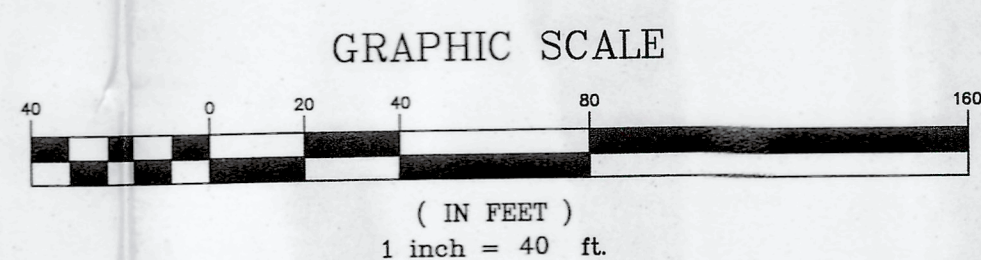 GRAPHIC SCALE
40 0 20 40 80 160
( IN FEET )
1 inch = 40 ft.